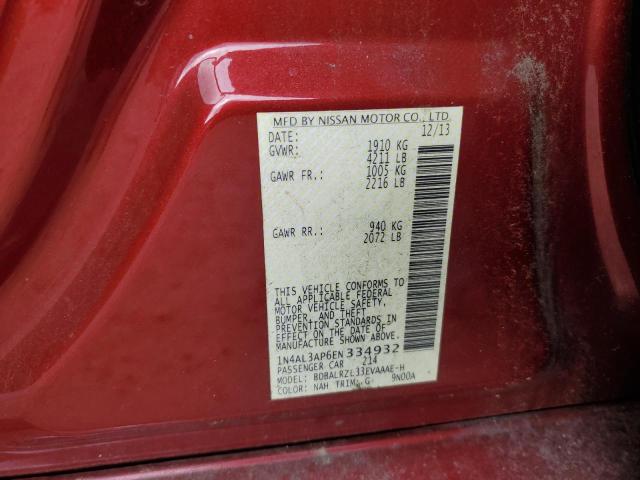 MFD BY NISSAN MOTOR CO., LTD.
DATE: 12/13
GVWR: 1910 KG
4211 LB
GAWR FR.: 1005 KG
2216 LB
GAWR RR.: 940 KG
2072 LB
THIS VEHICLE CONFORMS TO
ALL APPLICABLE FEDERAL
MOTOR VEHICLE SAFETY,
BUMPER, AND THEFT
PREVENTION STANDARDS IN
EFFECT ON THE DATE OF
MANUFACTURE SHOWN ABOVE.
1N4AL3AP6EN334932
PASSENGER CAR 214
MODEL: BDBALRZL33EVAAAE-H
COLOR: NAH TRIM: G 9N00A